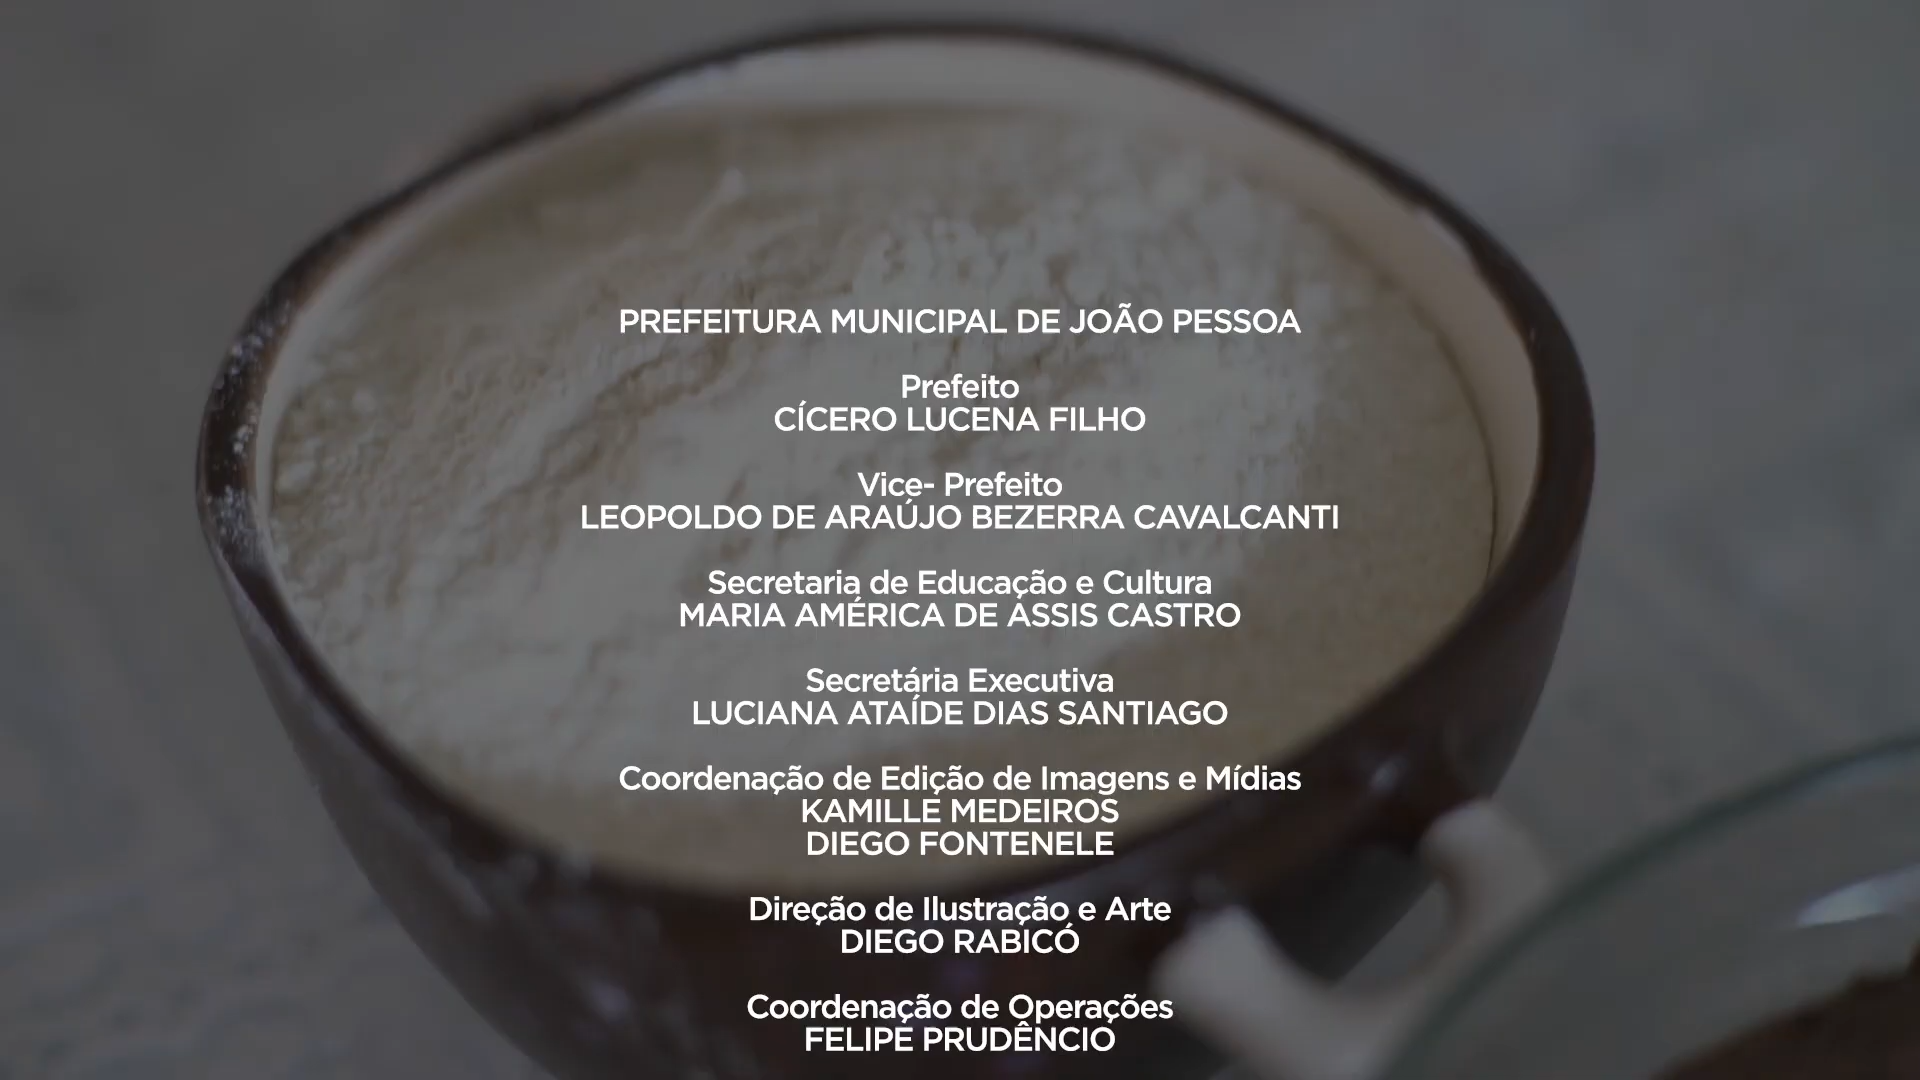 PREFEITURA MUNICIPAL DE JOÃO PESSOA
Prefeito
CÍCERO LUCENA FILHO
Vice- Prefeito
LEOPOLDO DE ARAÚJO BEZERRA CAVALCANTI
Secretaria de Educação e Cultura
MARIA AMÉRICA DE ASSIS CASTRO
Secretária Executiva
LUCIANA ATAÍDE DIAS SANTIAGO
Coordenação de Edição de Imagens e Mídias
KAMILLE MEDEIROS
DIEGO FONTENELE
Direção de Ilustração e Arte
DIEGO RABICÓ
Coordenação de Operações
FELIPE PRUDÊNCIO